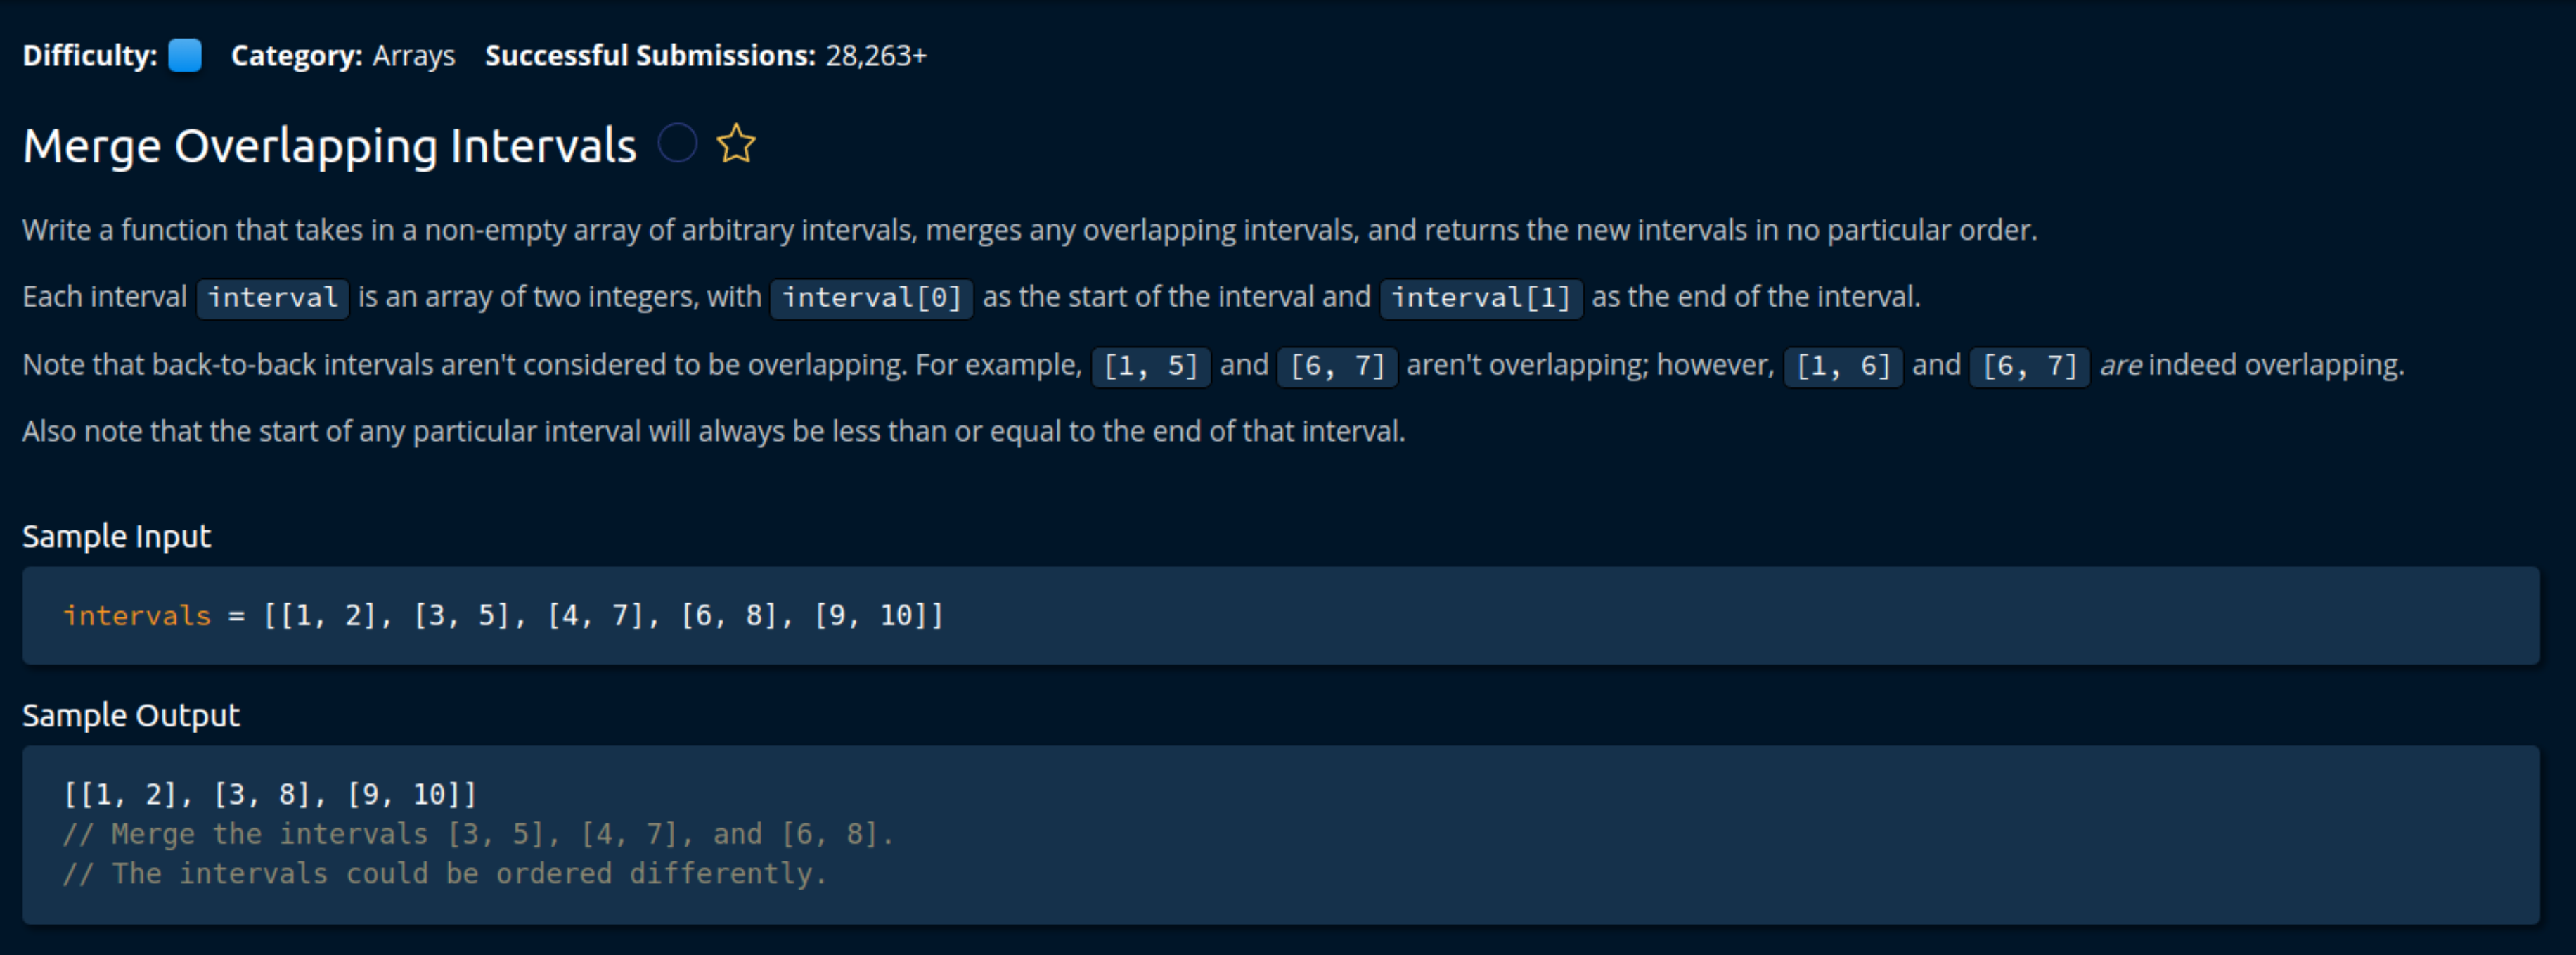 Difficulty: Category: Arrays Successful Submissions: 28,263+
Merge Overlapping Intervals
Write a function that takes in a non-empty array of arbitrary intervals, merges any overlapping intervals, and returns the new intervals in no particular order.
Each interval interval is an array of two integers, with interval[0] as the start of the interval and interval[1] as the end of the interval.
Note that back-to-back intervals aren't considered to be overlapping. For example, [1, 5] and [6, 7] aren't overlapping; however, [1, 6] and [6, 7] are indeed overlapping.
Also note that the start of any particular interval will always be less than or equal to the end of that interval.
Sample Input
intervals = [[1, 2], [3, 5], [4, 7], [6, 8], [9, 10]]
Sample Output
[[1, 2], [3, 8], [9, 10]]
// Merge the intervals [3, 5], [4, 7], and [6, 8].
// The intervals could be ordered differently.